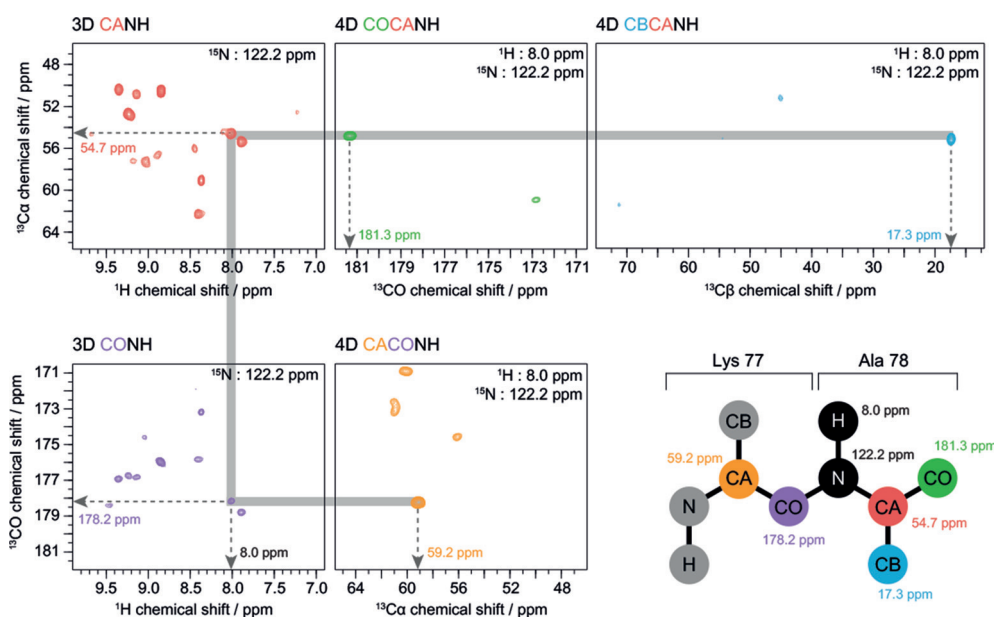 3D CANH
¹⁵N : 122.2 ppm
¹³Cα chemical shift / ppm
48
52
56
60
64
54.7 ppm
9.5 9.0 8.5 8.0 7.5 7.0
¹H chemical shift / ppm
4D COCANH
¹H : 8.0 ppm
¹⁵N : 122.2 ppm
181.3 ppm
181 179 177 175 173 171
¹³CO chemical shift / ppm
4D CBCANH
¹H : 8.0 ppm
¹⁵N : 122.2 ppm
17.3 ppm
70 60 50 40 30 20
¹³Cβ chemical shift / ppm
3D CONH
¹⁵N : 122.2 ppm
¹³CO chemical shift / ppm
171
173
175
177
179
181
178.2 ppm
8.0 ppm
9.5 9.0 8.5 8.0 7.5 7.0
¹H chemical shift / ppm
4D CACONH
¹H : 8.0 ppm
¹⁵N : 122.2 ppm
59.2 ppm
64 60 56 52 48
¹³Cα chemical shift / ppm
Lys 77 Ala 78
CB H 8.0 ppm
59.2 ppm 122.2 ppm 181.3 ppm
CA N CO
N CO CA
178.2 ppm 54.7 ppm
H CB
17.3 ppm